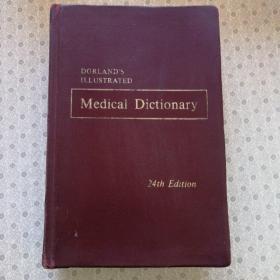 DORLAND'S
ILLUSTRATED
Medical Dictionary
24th Edition